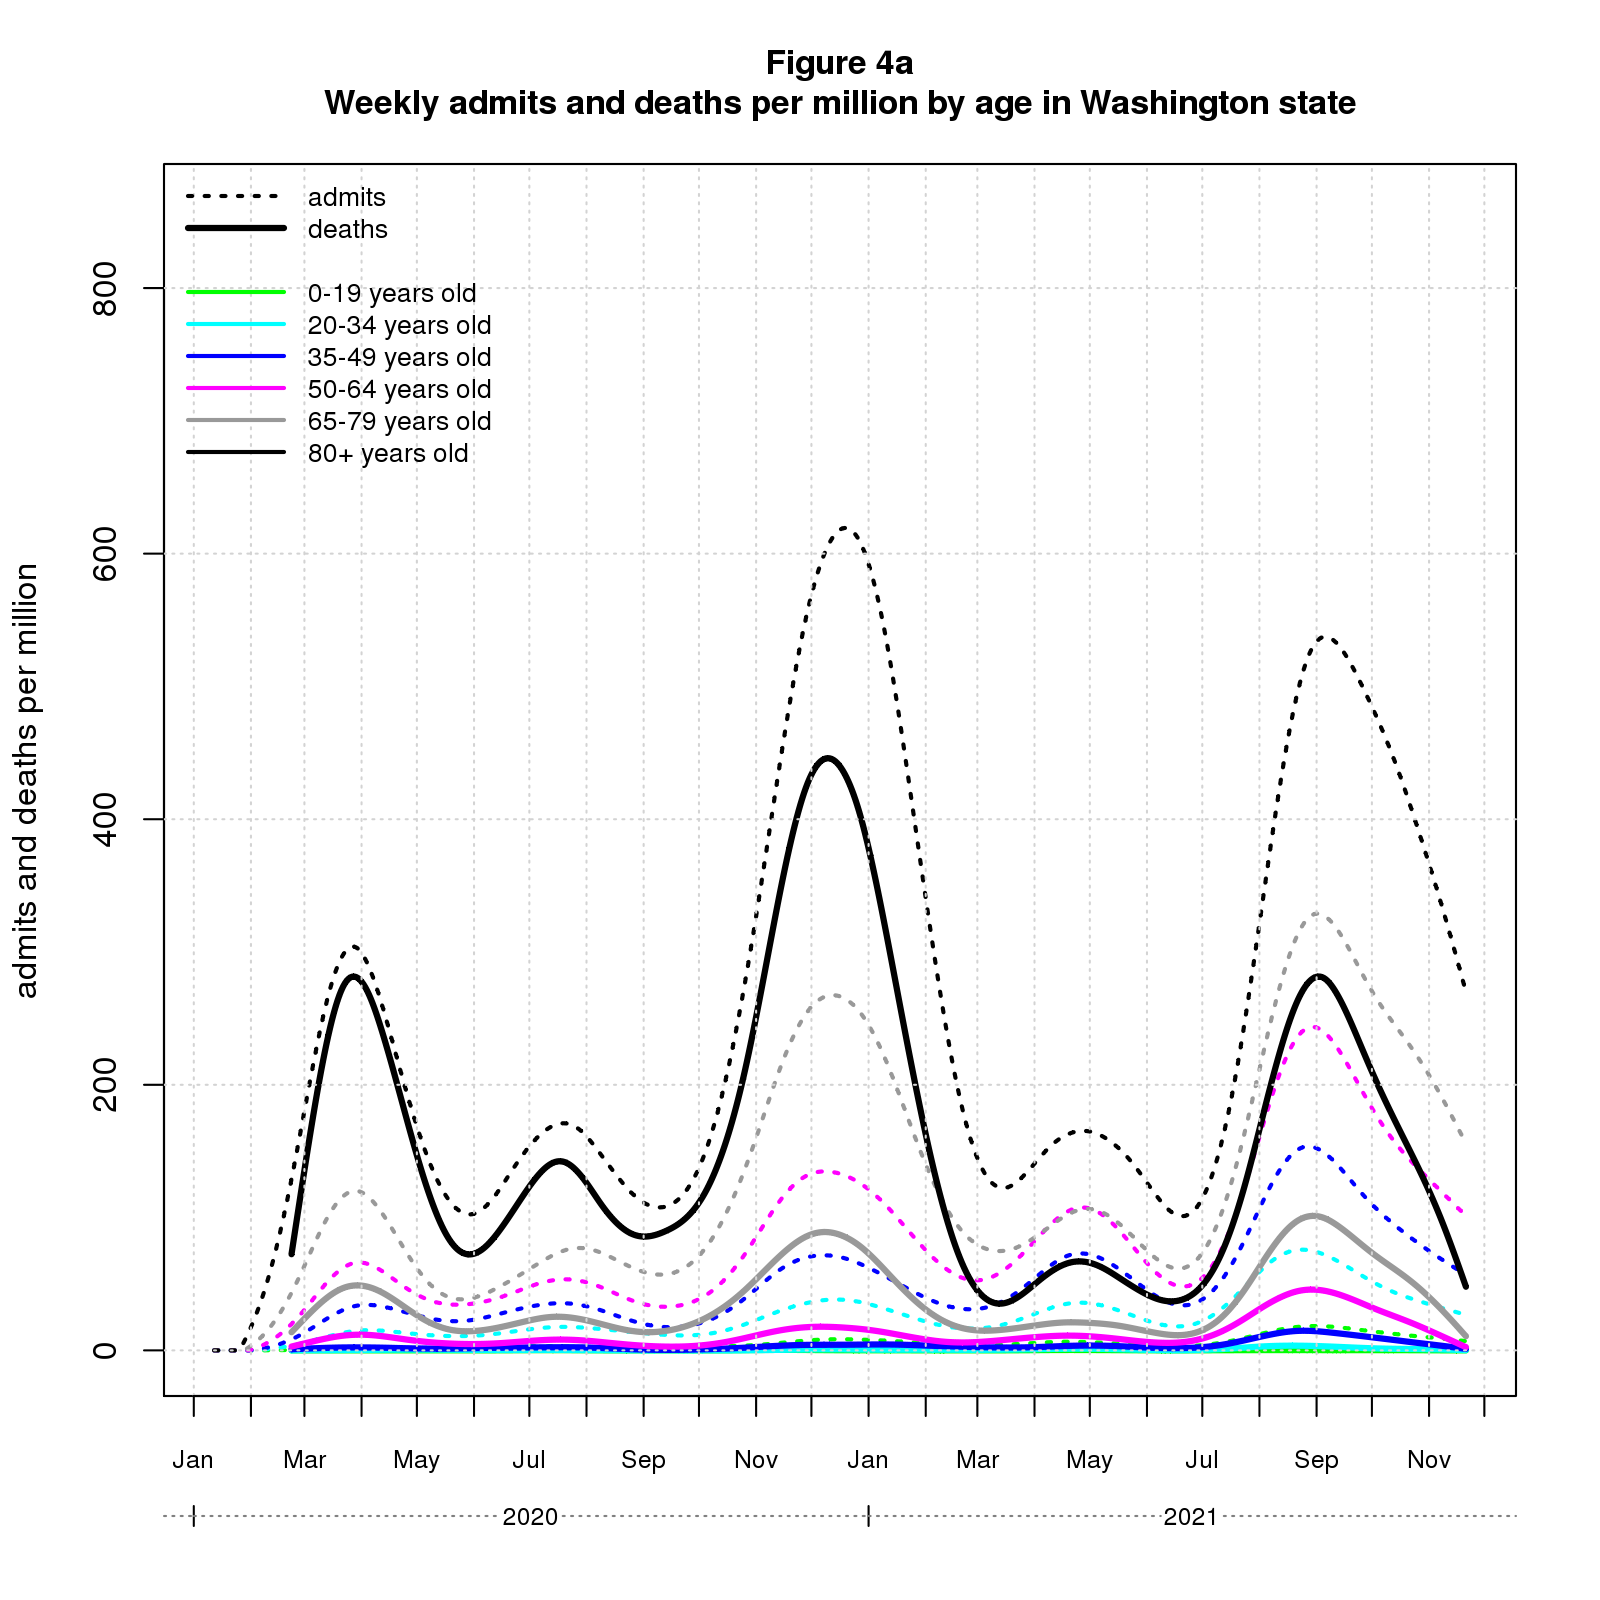 Figure 4a
Weekly admits and deaths per million by age in Washington state
admits and deaths per million
800
600
400
200
0
admits
deaths
0-19 years old
20-34 years old
35-49 years old
50-64 years old
65-79 years old
80+ years old
Jan Mar May Jul Sep Nov Jan Mar May Jul Sep Nov
2020 2021